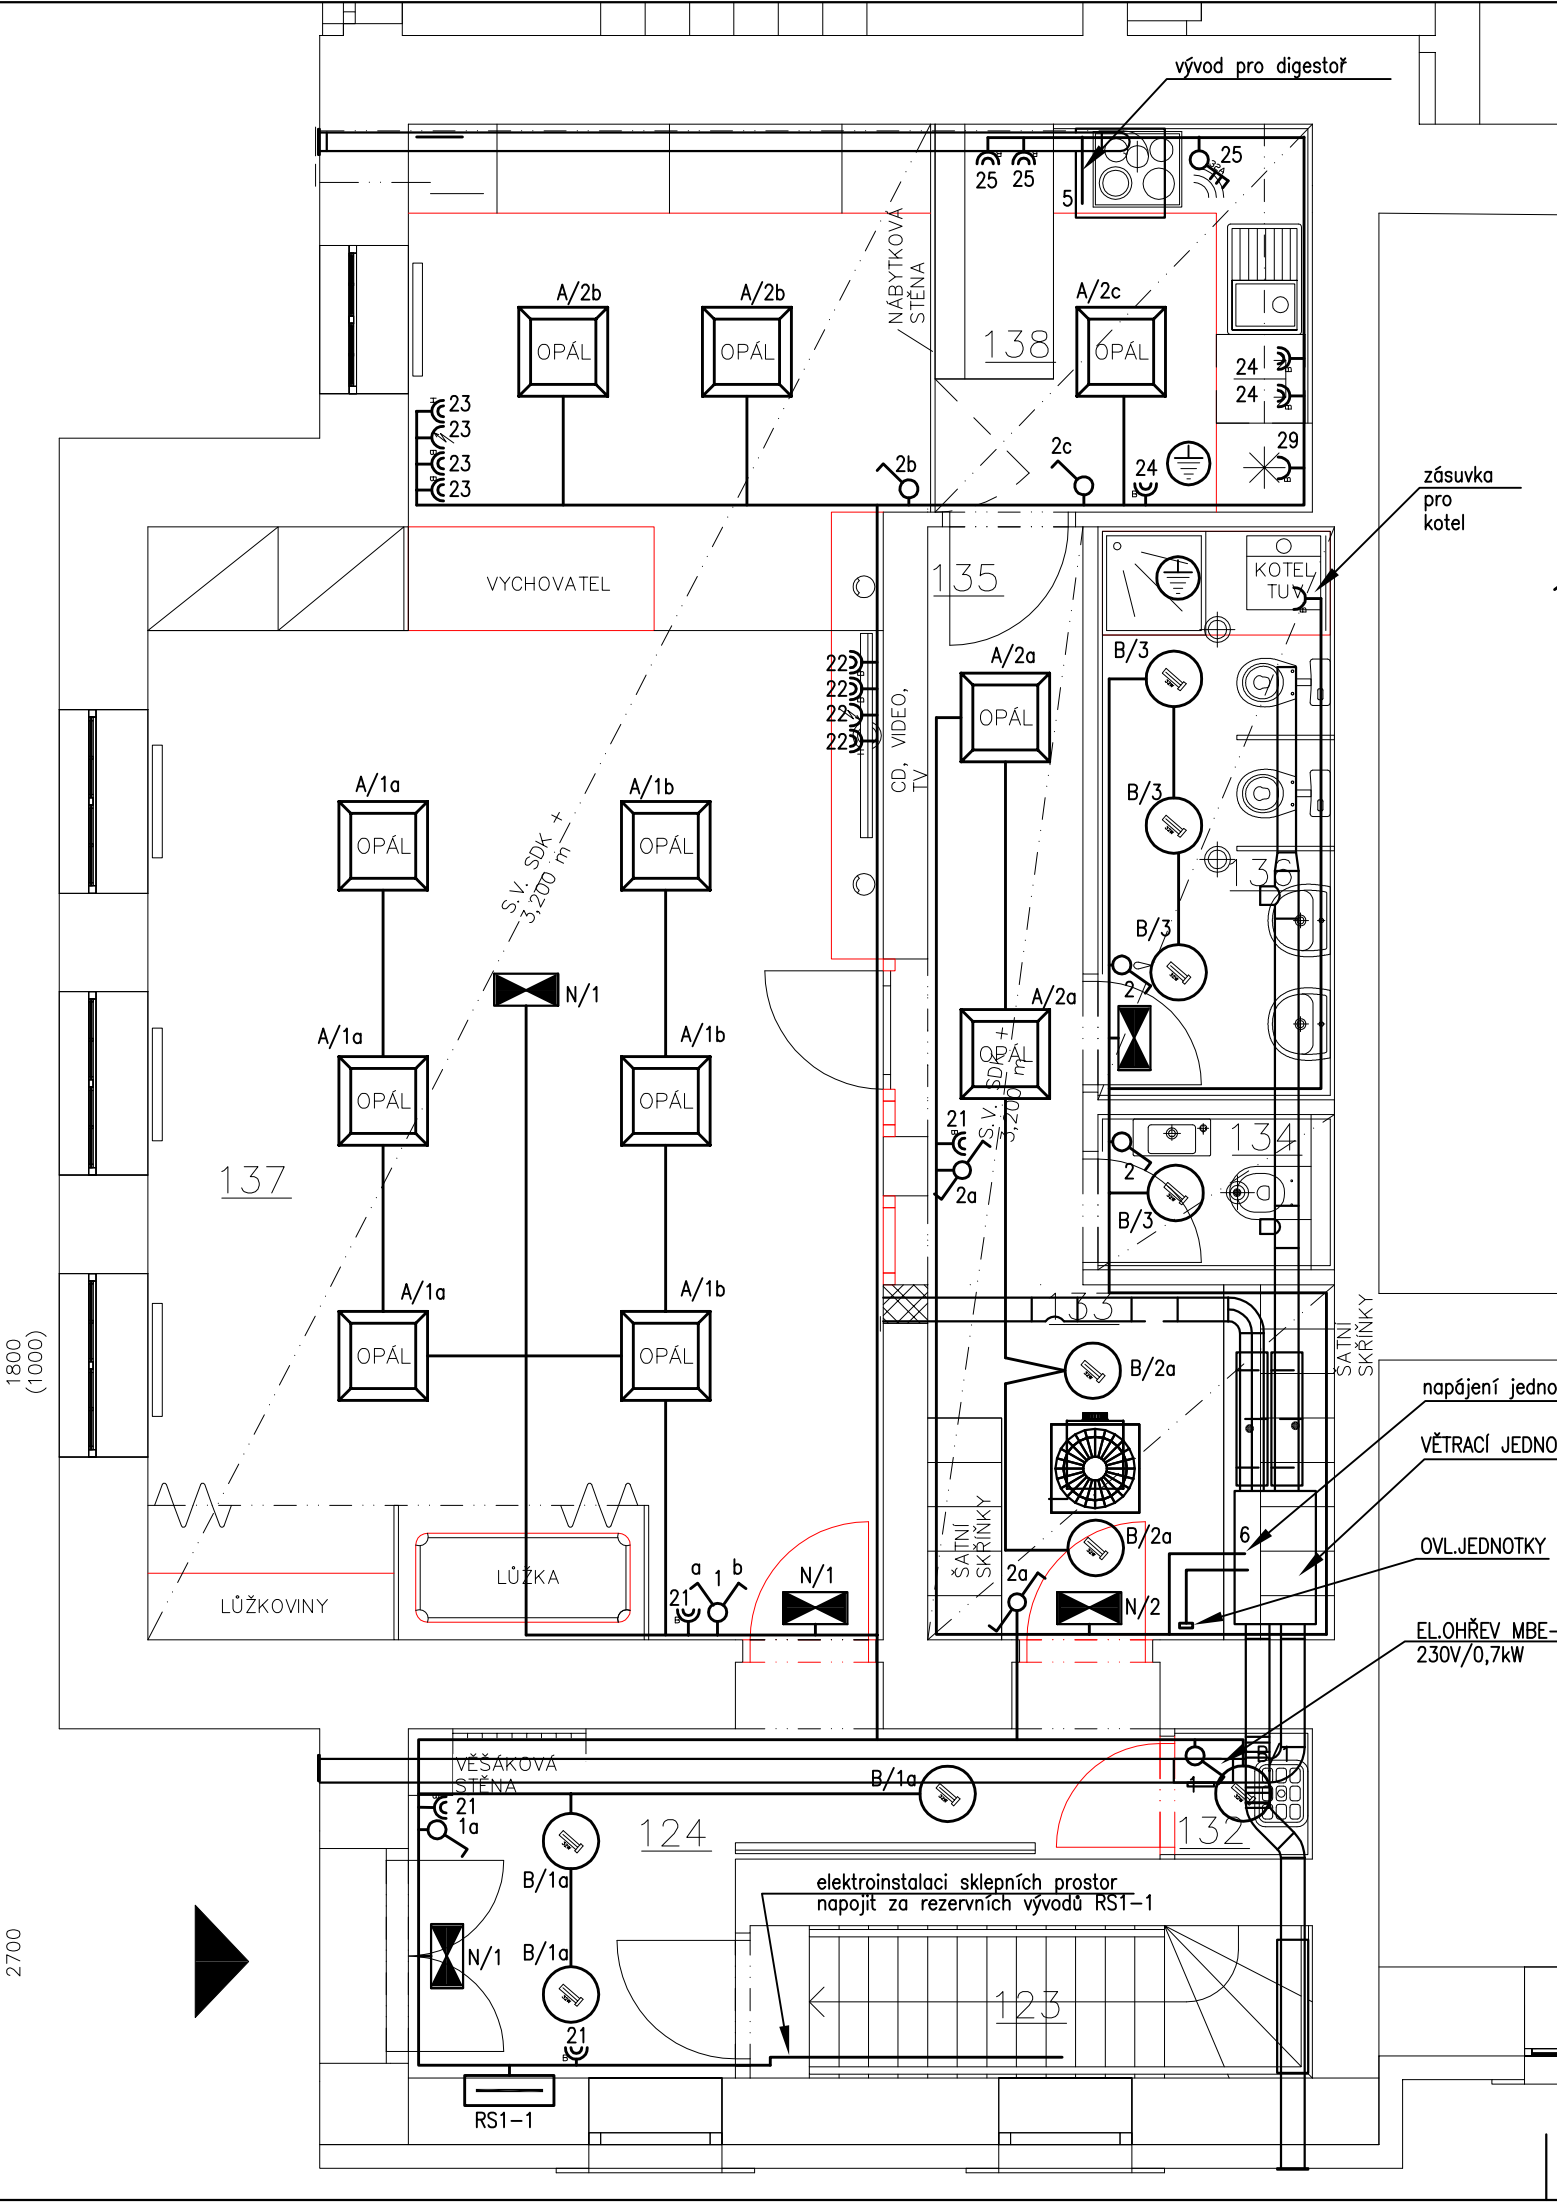 vývod pro digestoř
25
25
25
5
NÁBYTKOVÁ
STĚNA
A/2b
A/2b
A/2c
OPÁL
OPÁL
138
OPÁL
24
24
23
23
23
23
2b
2c
24
29
zásuvka
pro
kotel
VYCHOVATEL
135
KOTEL
TUV
B/3
A/2a
22
22
22
22
OPÁL
CD, VIDEO,
TV
A/1a
A/1b
B/3
OPÁL
OPÁL
S.V. SDK +
3,200 m
136
B/3
N/1
2
A/2a
A/1a
A/1b
OPÁL
S.V. SDK +
3,200 m
OPÁL
OPÁL
21
134
2
2a
137
B/3
A/1a
A/1b
133
ŠATNÍ
SKŘÍŇKY
1800
(1000)
OPÁL
OPÁL
B/2a
napájení jedno
VĚTRACÍ JEDNO
ŠATNÍ
SKŘÍŇKY
B/2a
6
OVL.JEDNOTKY
LŮŽKA
a
1
b
N/1
2a
21
N/2
LŮŽKOVINY
EL.OHŘEV MBE-
230V/0,7kW
VĚŠÁKOVÁ
STĚNA
B/1a
1
21
1a
124
132
B/1a
elektroinstalaci sklepních prostor
napojit za rezervních vývodů RS1-1
B/1a
N/1
2700
123
21
RS1-1